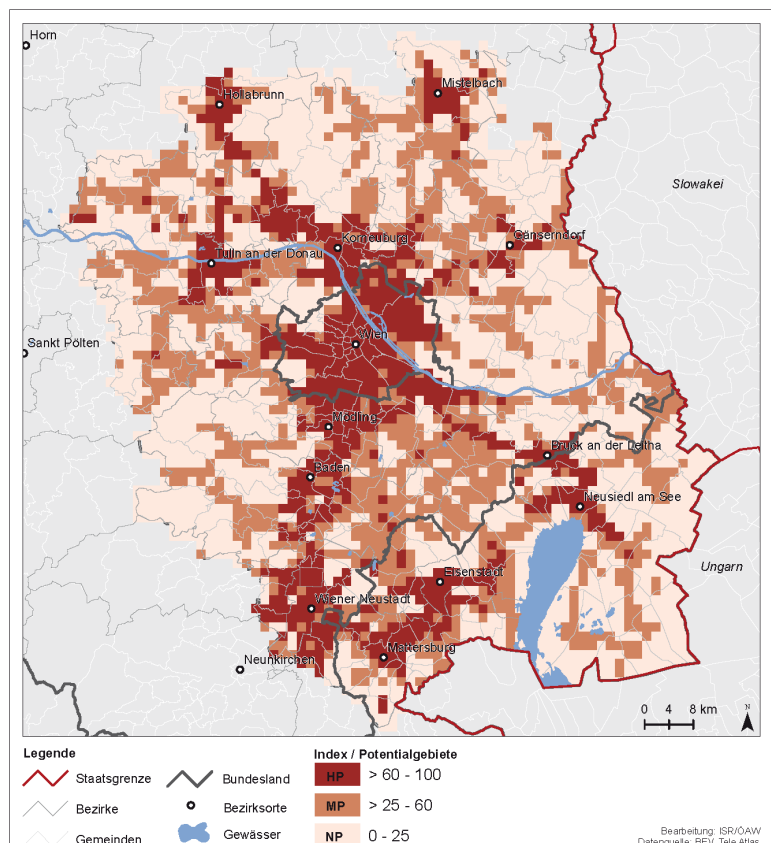 Horn
Mistelbach
Hollabrunn
Slowakei
Gänserndorf
Korneuburg
Tulln an der Donau
Wien
Sankt Pölten
Mödling
Bruck an der Leitha
Baden
Neusiedl am See
Ungarn
Eisenstadt
Wiener Neustadt
Mattersburg
Neunkirchen
0 4 8 km
N
Legende
Staatsgrenze
Bezirke
Gemeinden
Bundesland
Bezirksorte
Gewässer
Index / Potentialgebiete
HP > 60 - 100
MP > 25 - 60
NP 0 - 25
Bearbeitung: ISR/ÖAW
Datenquelle: BEV, Tele Atlas